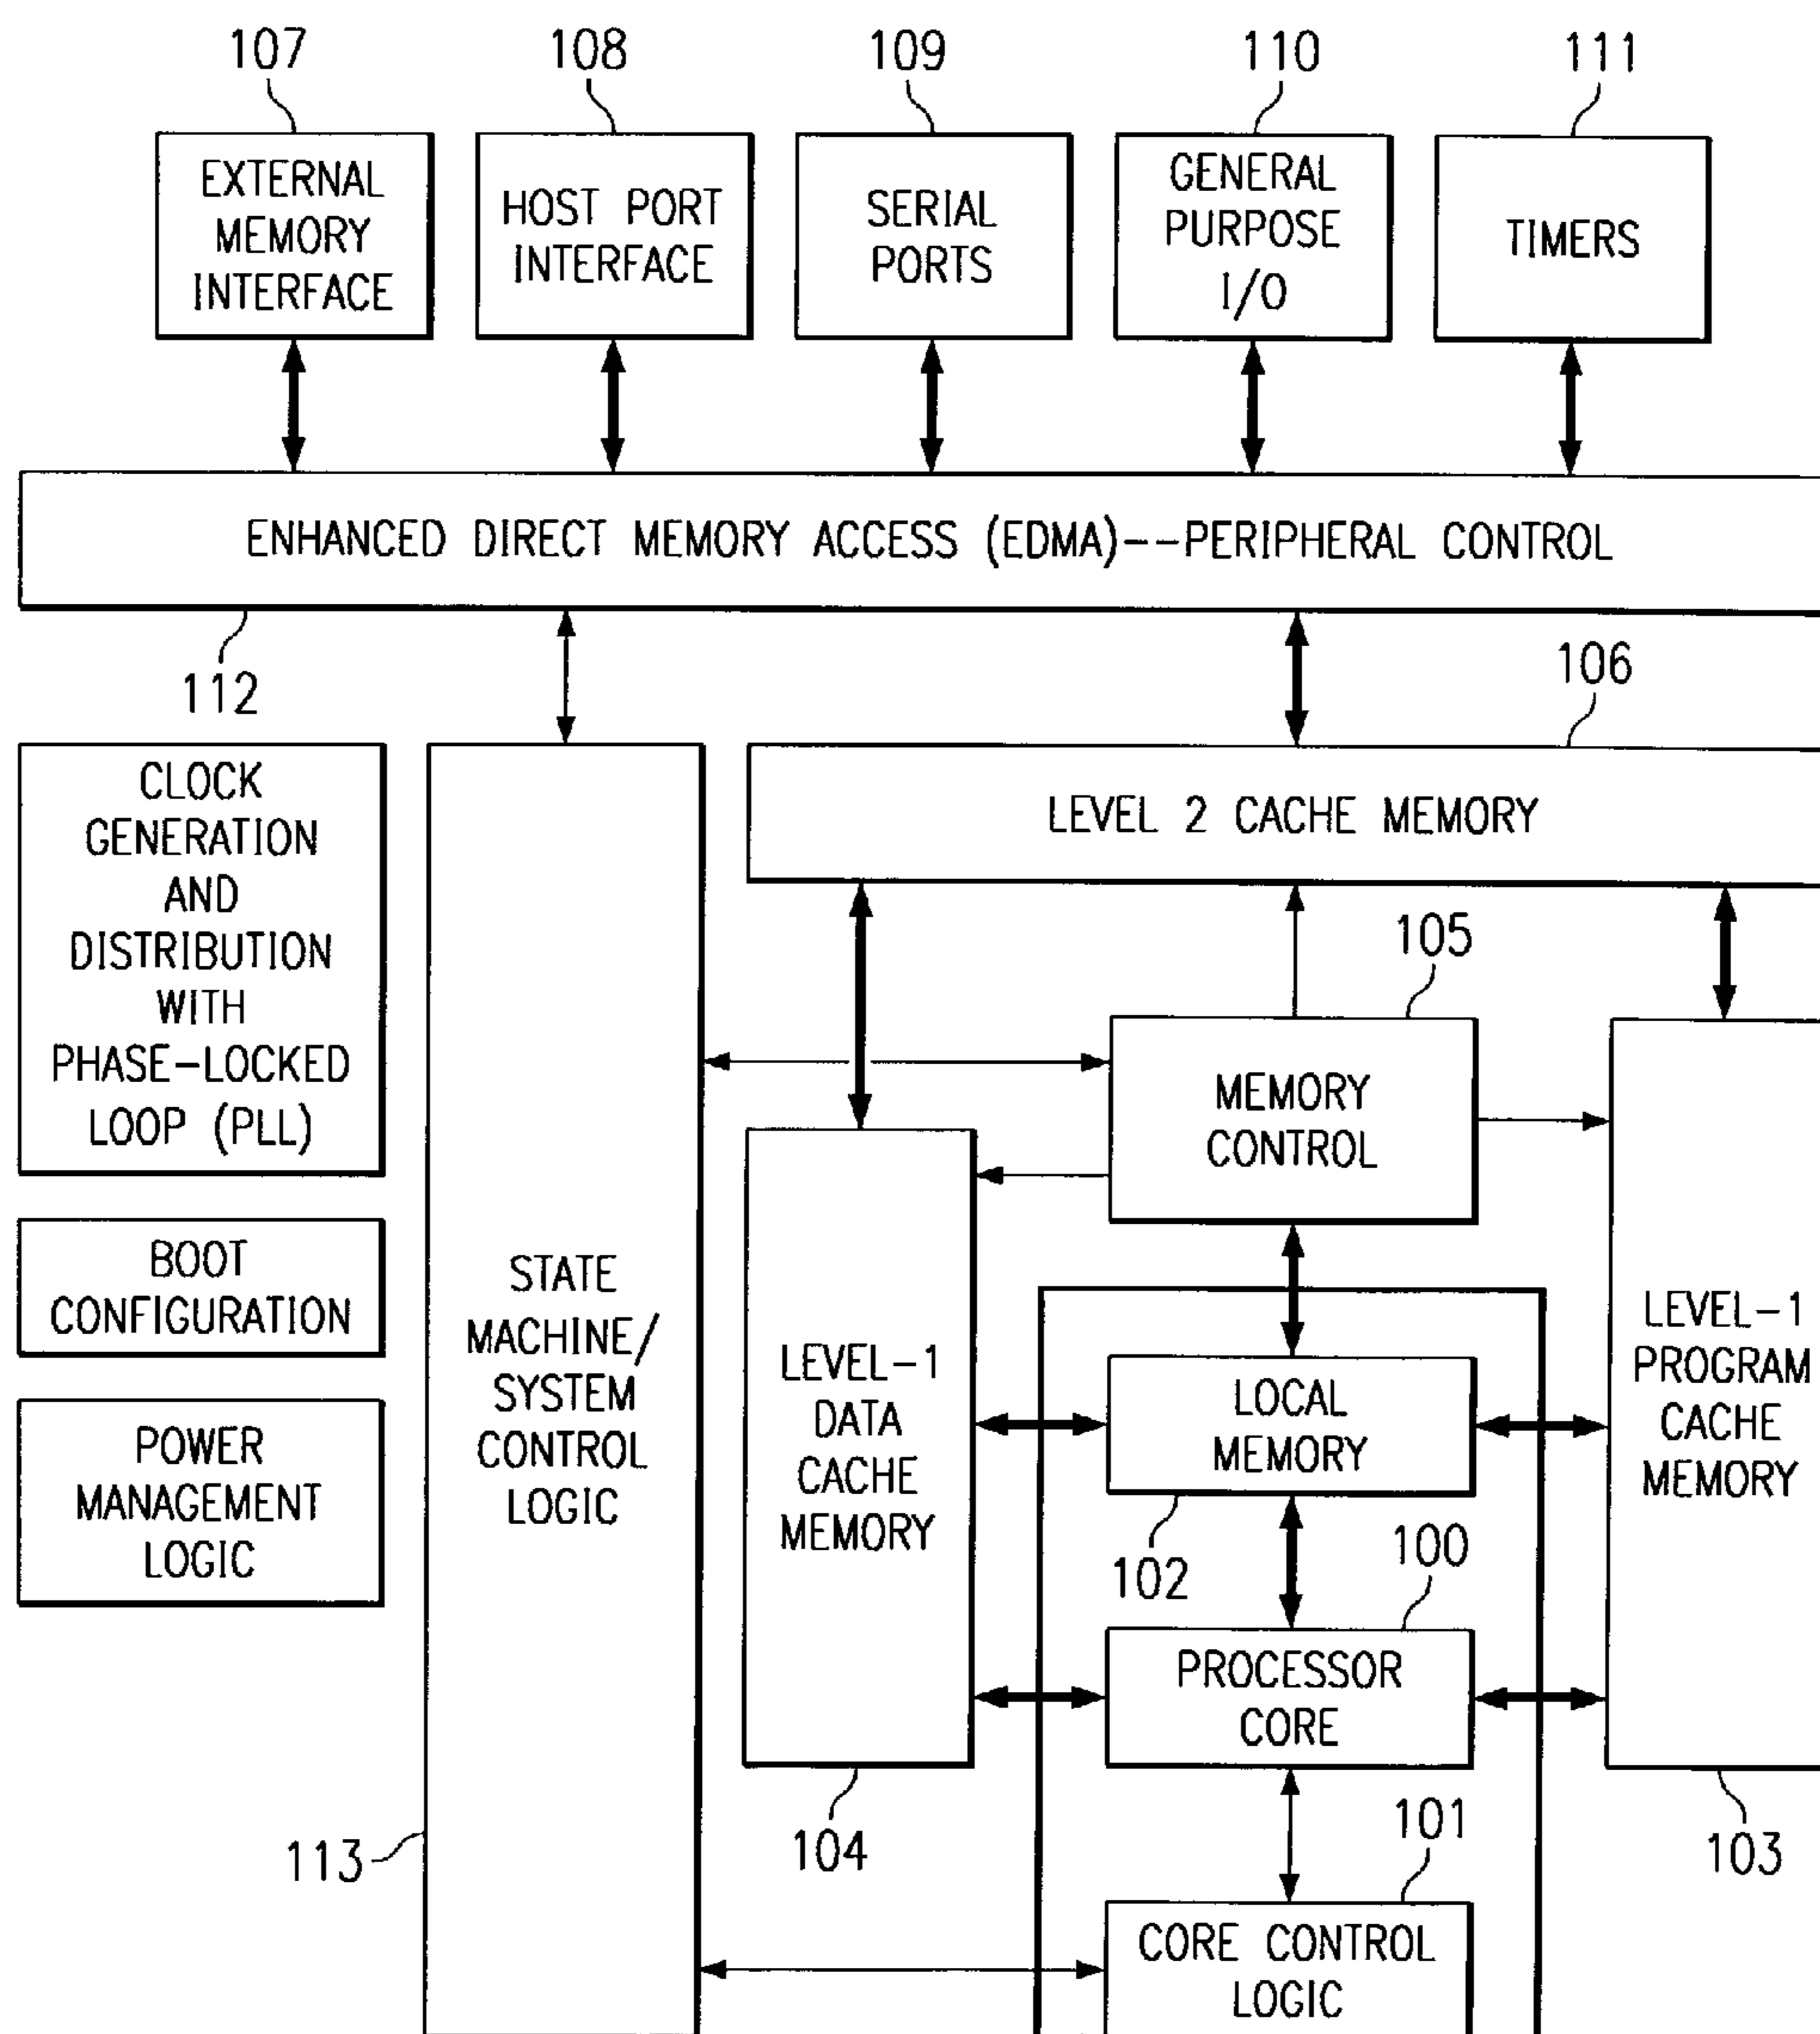 107
108
109
110
111
EXTERNAL
MEMORY
INTERFACE
HOST PORT
INTERFACE
SERIAL
PORTS
GENERAL
PURPOSE
I/O
TIMERS
ENHANCED DIRECT MEMORY ACCESS (EDMA)--PERIPHERAL CONTROL
112
106
CLOCK
GENERATION
AND
DISTRIBUTION
WITH
PHASE-LOCKED
LOOP (PLL)
LEVEL 2 CACHE MEMORY
105
MEMORY
CONTROL
BOOT
CONFIGURATION
STATE
MACHINE/
SYSTEM
CONTROL
LOGIC
LEVEL-1
DATA
CACHE
MEMORY
LOCAL
MEMORY
LEVEL-1
PROGRAM
CACHE
MEMORY
POWER
MANAGEMENT
LOGIC
102
100
PROCESSOR
CORE
113
104
101
103
CORE CONTROL
LOGIC